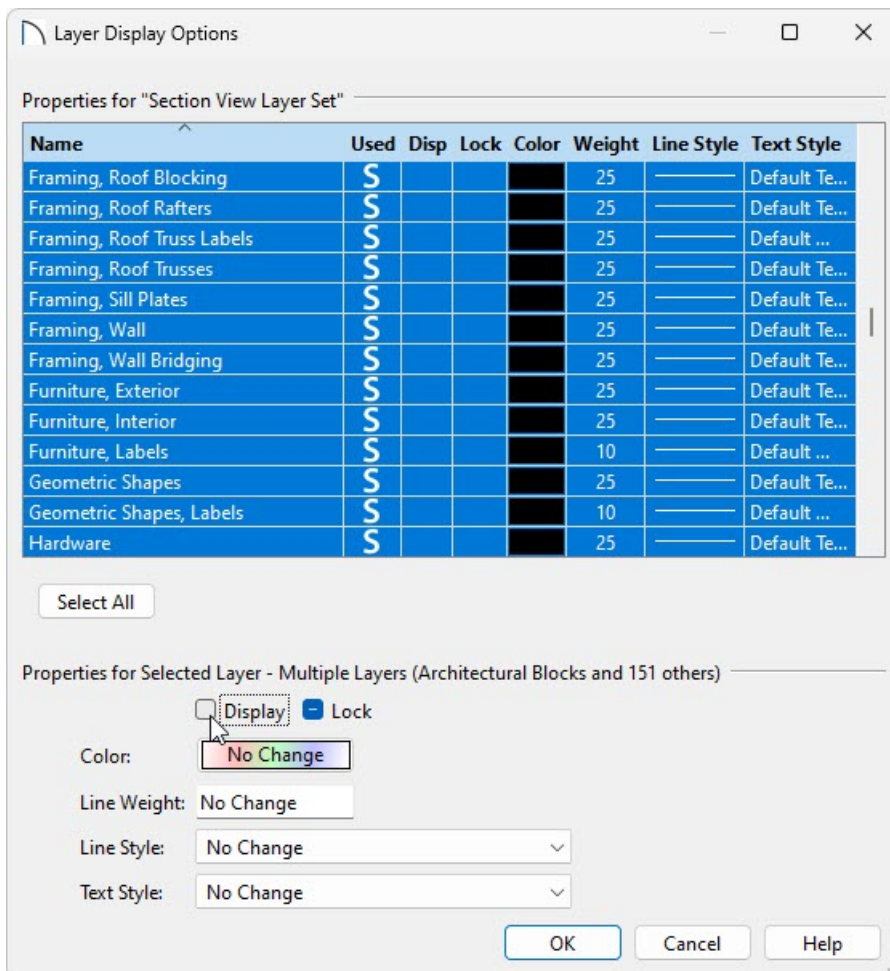 Layer Display Options
Properties for "Section View Layer Set"
Name Used Disp Lock Color Weight Line Style Text Style
Framing, Roof Blocking S 25 Default Te...
Framing, Roof Rafters S 25 Default Te...
Framing, Roof Truss Labels S 25 Default ...
Framing, Roof Trusses S 25 Default Te...
Framing, Sill Plates S 25 Default Te...
Framing, Wall S 25 Default Te...
Framing, Wall Bridging S 25 Default Te...
Furniture, Exterior S 25 Default Te...
Furniture, Interior S 25 Default Te...
Furniture, Labels S 10 Default ...
Geometric Shapes S 25 Default Te...
Geometric Shapes, Labels S 10 Default ...
Hardware S 25 Default Te...
Select All
Properties for Selected Layer - Multiple Layers (Architectural Blocks and 151 others)
Display Lock
Color: No Change
Line Weight: No Change
Line Style: No Change
Text Style: No Change
OK Cancel Help